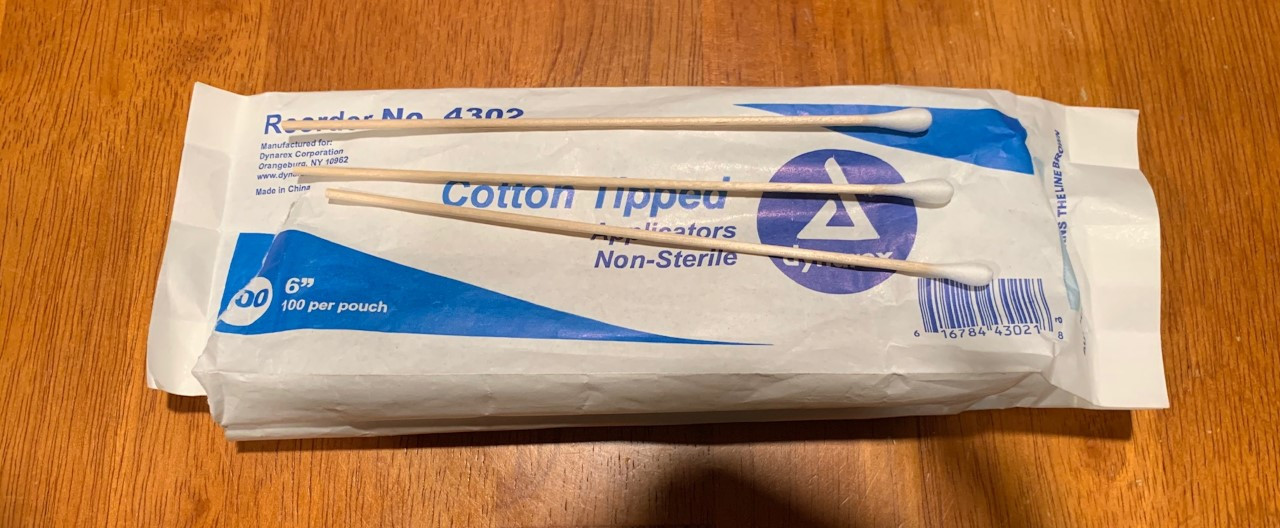 Reorder No. 4302
Manufactured for:
Dynarex Corporation
Orangeburg, NY 10962
Made in China
Cotton Tipped
Applicators
Non-Sterile
dynarex
6”
100 per pouch
6 16784 43021 8